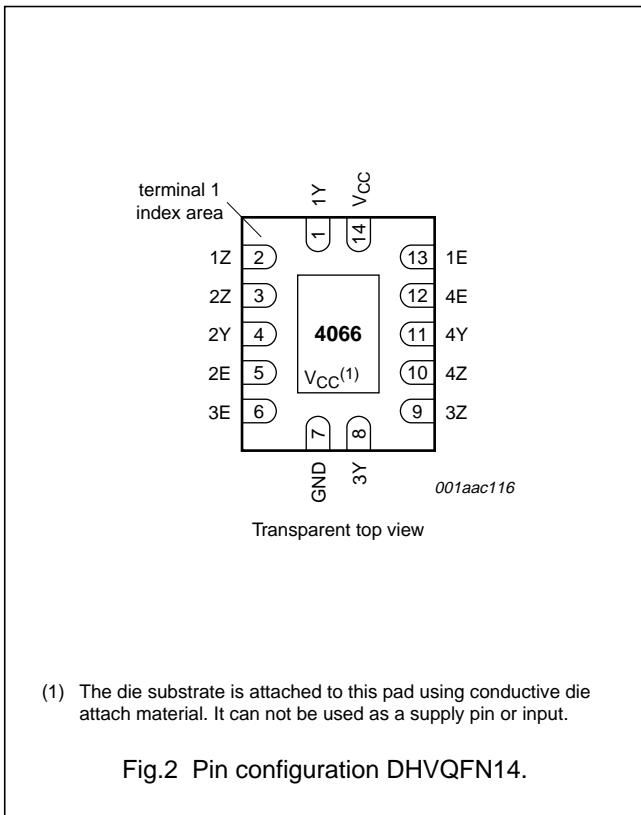 terminal 1
index area
1Y
VCC
1
14
1Z 2
13 1E
2Z 3
12 4E
2Y 4
4066
11 4Y
2E 5
VCC(1)
10 4Z
3E 6
9 3Z
7
8
GND
3Y
001aac116
Transparent top view
(1) The die substrate is attached to this pad using conductive die
attach material. It can not be used as a supply pin or input.
Fig.2 Pin configuration DHVQFN14.